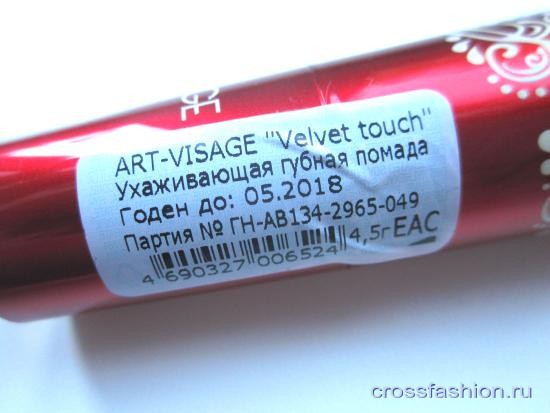 GE
ART-VISAGE "Velvet touch"
Ухаживающая губная помада
Годен до: 05.2018
Партия № ГН-АВ134-2965-049
4 690327 006524 4,5г EAC
crossfashion.ru